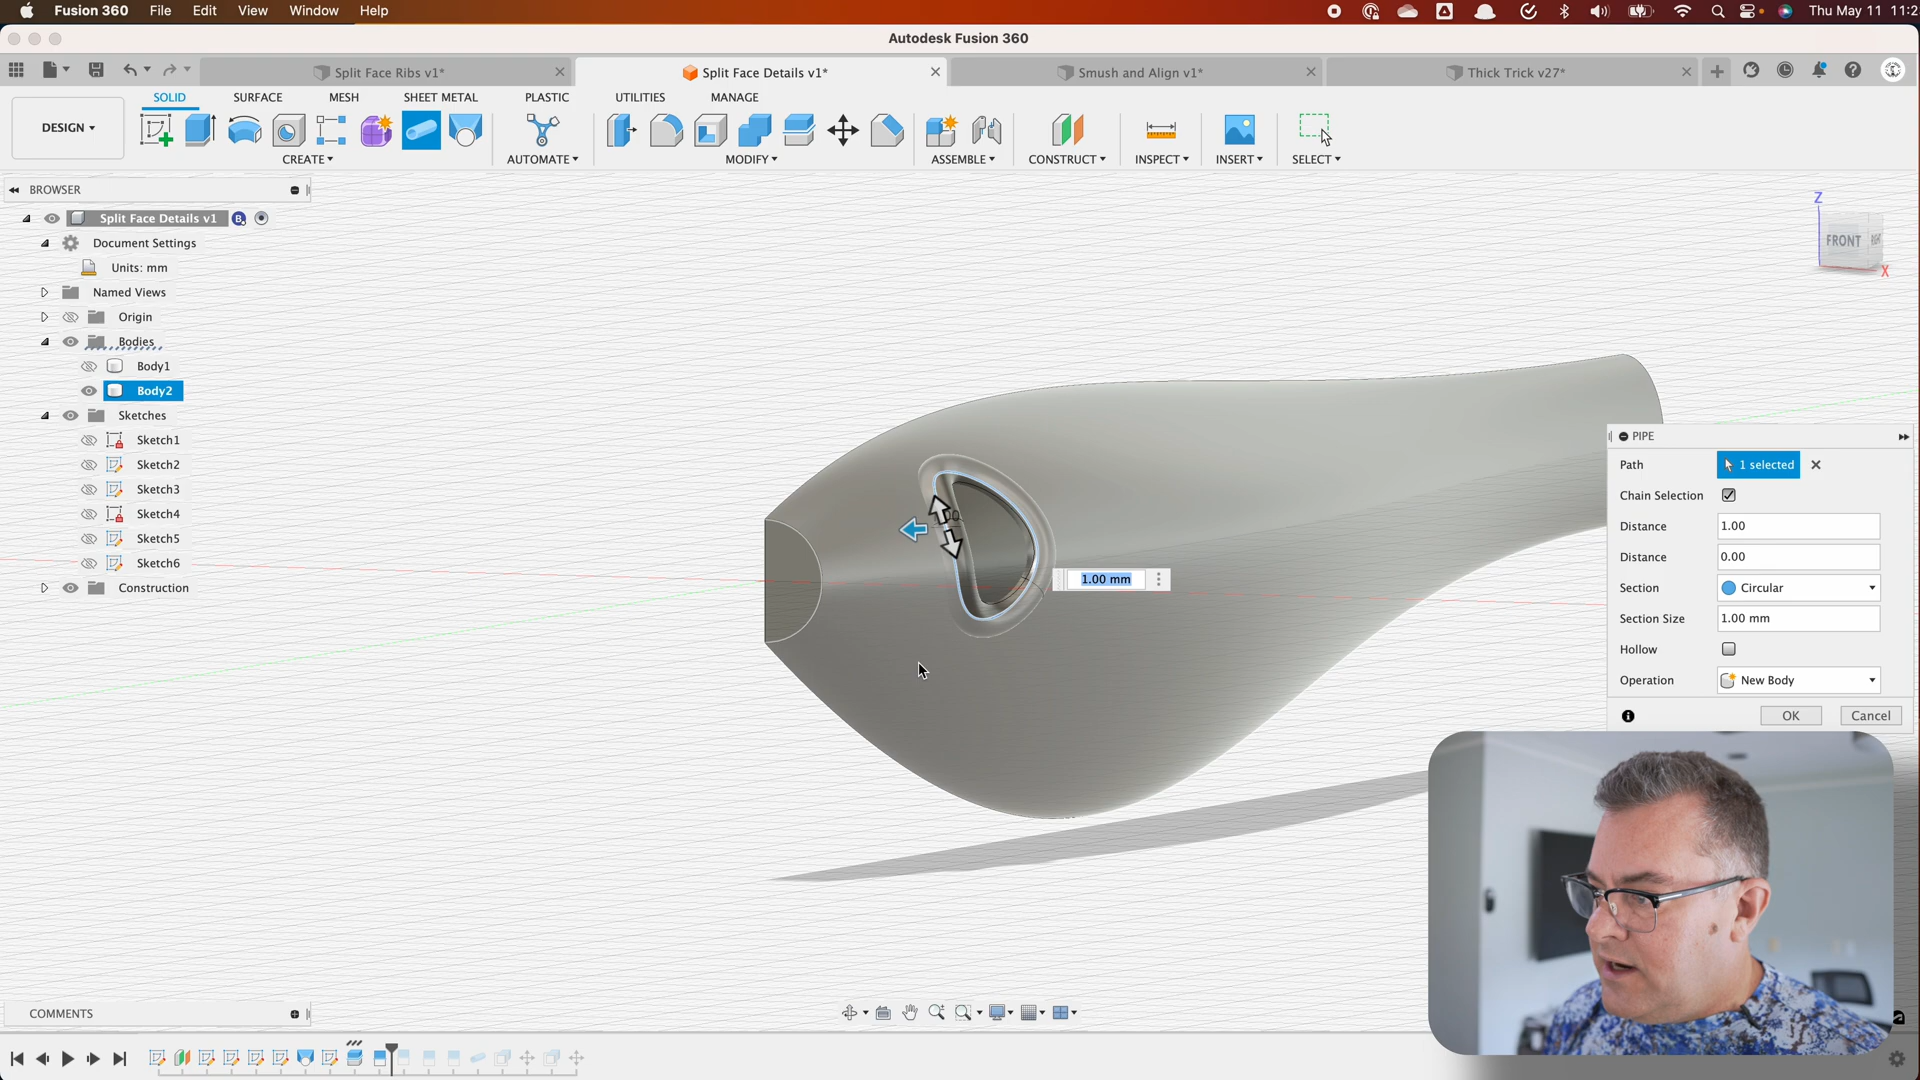 Fusion 360 File Edit View Window Help Thu May 11 11:2
Autodesk Fusion 360
Split Face Ribs v1* Split Face Details v1* Smush and Align v1* Thick Trick v27*
SOLID SURFACE MESH SHEET METAL PLASTIC UTILITIES MANAGE
DESIGN
CREATE AUTOMATE MODIFY ASSEMBLE CONSTRUCT INSPECT INSERT SELECT
BROWSER
Split Face Details v1
Document Settings
Units: mm
Named Views
Origin
Bodies
Body1
Body2
Sketches
Sketch1
Sketch2
Sketch3
Sketch4
Sketch5
Sketch6
Construction
Z
FRONT RIGHT
X
1.00 mm
PIPE
Path 1 selected
Chain Selection
Distance 1.00
Distance 0.00
Section Circular
Section Size 1.00 mm
Hollow
Operation New Body
OK Cancel
COMMENTS